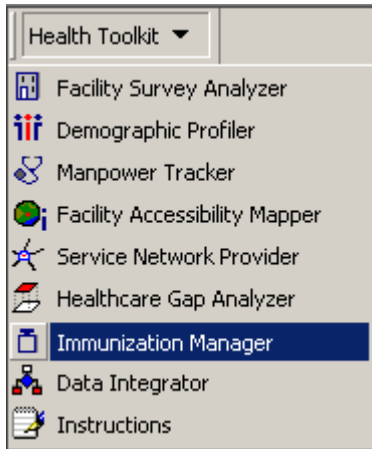 Health Toolkit
Facility Survey Analyzer
Demographic Profiler
Manpower Tracker
Facility Accessibility Mapper
Service Network Provider
Healthcare Gap Analyzer
Immunization Manager
Data Integrator
Instructions